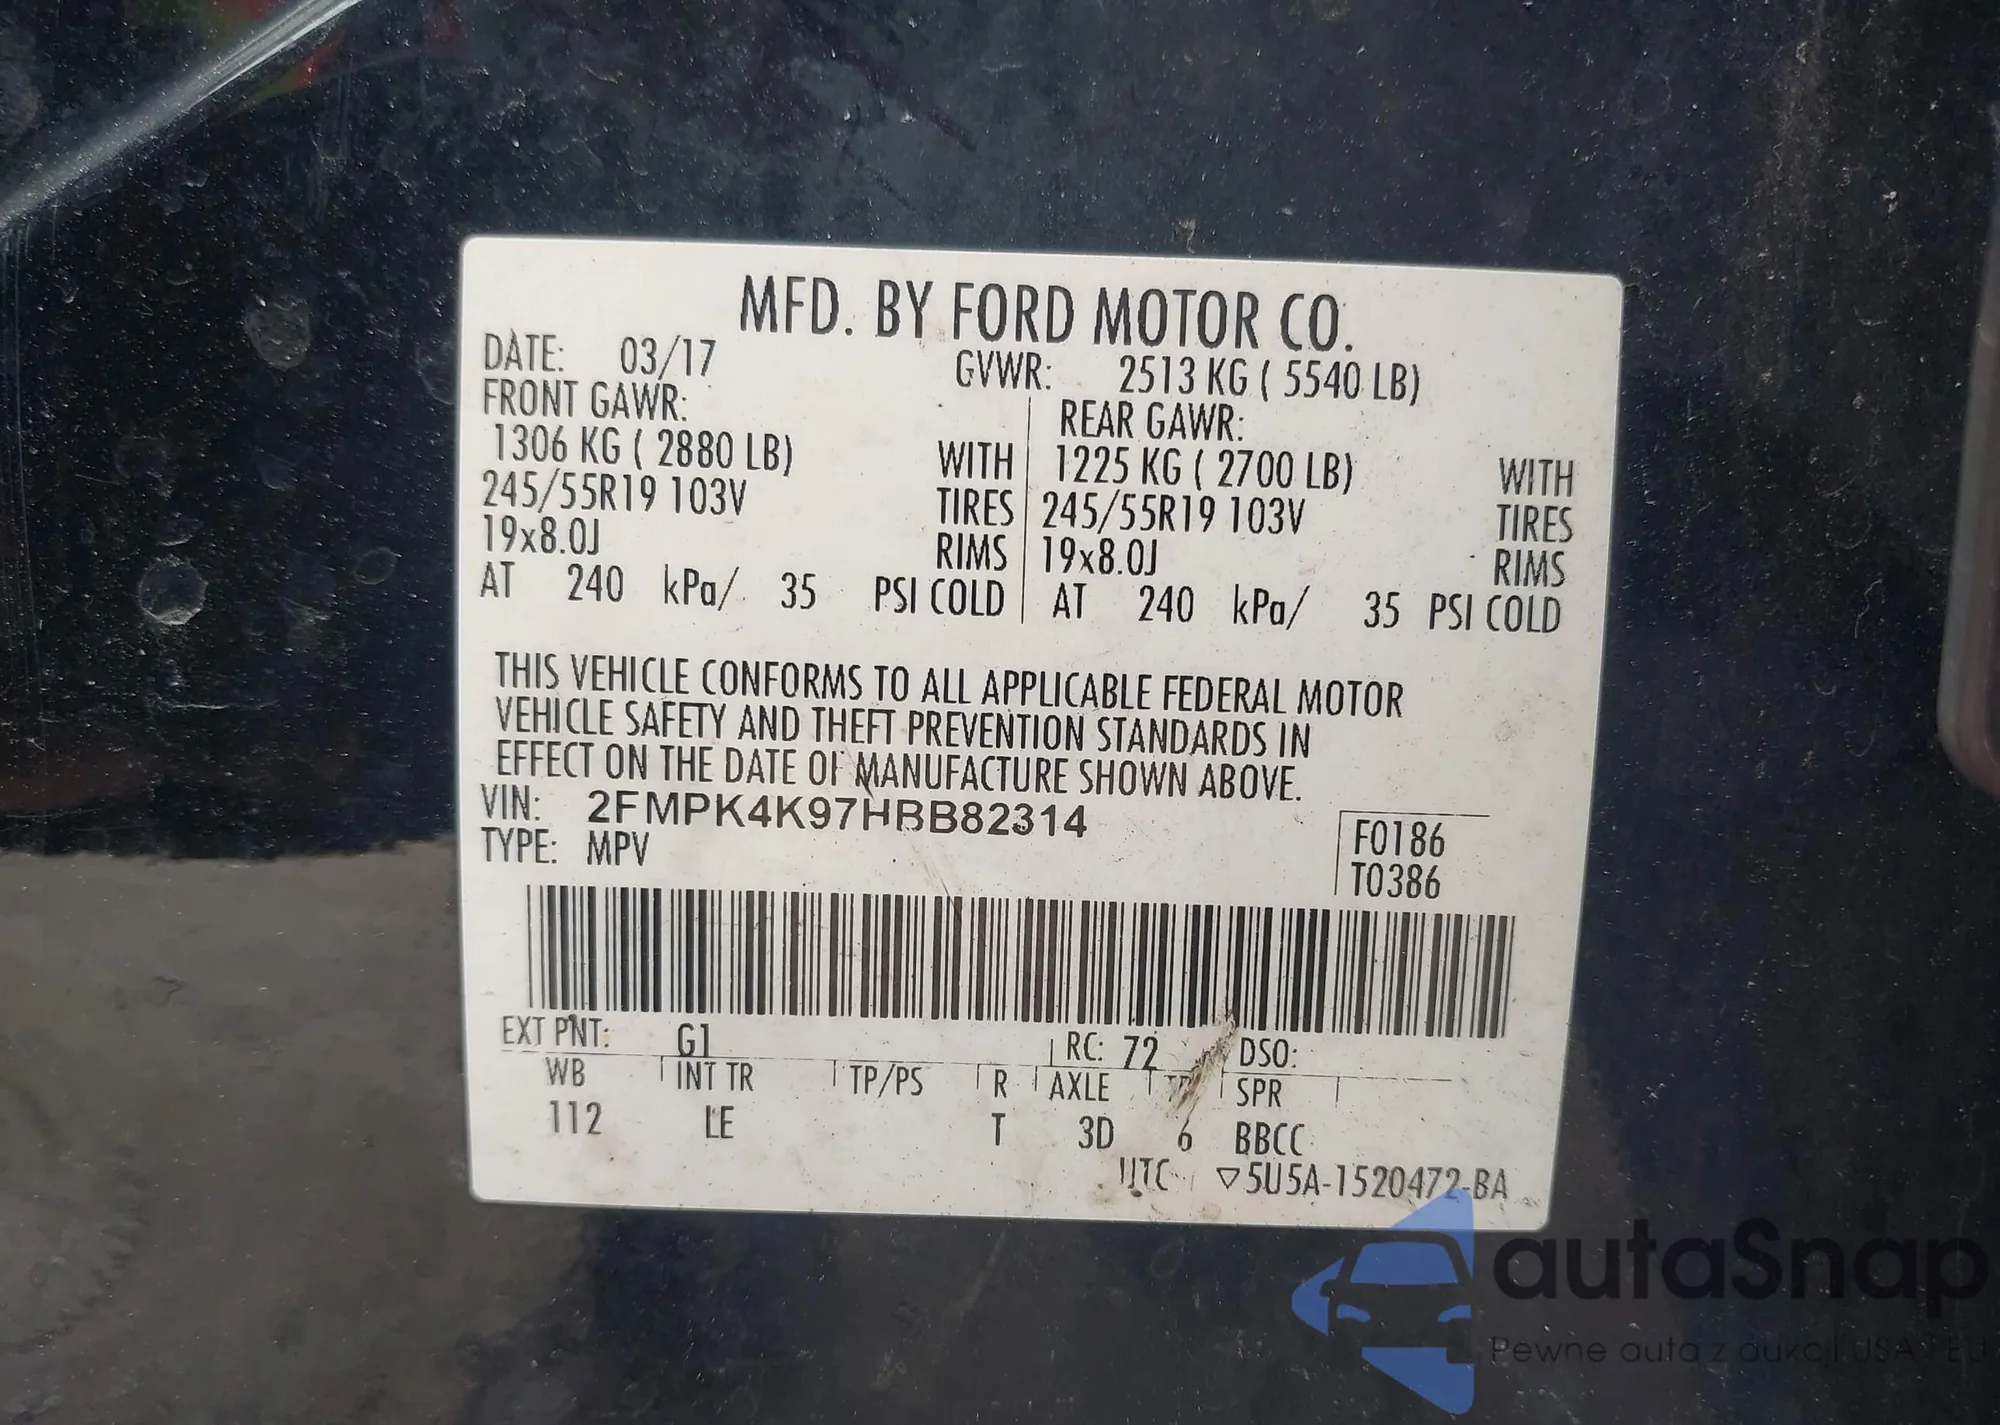 MFD. BY FORD MOTOR CO.
DATE: 03/17 GVWR: 2513 KG ( 5540 LB)
FRONT GAWR: REAR GAWR:
1306 KG ( 2880 LB) WITH 1225 KG ( 2700 LB) WITH
245/55R19 103V TIRES 245/55R19 103V TIRES
19x8.0J RIMS 19x8.0J RIMS
AT 240 kPa/ 35 PSI COLD AT 240 kPa/ 35 PSI COLD
THIS VEHICLE CONFORMS TO ALL APPLICABLE FEDERAL MOTOR
VEHICLE SAFETY AND THEFT PREVENTION STANDARDS IN
EFFECT ON THE DATE OF MANUFACTURE SHOWN ABOVE.
VIN: 2FMPK4K97HBB82314
TYPE: MPV
F0186
T0386
EXT PNT: G1 RC: 72 DSO:
WB INT TR TP/PS R AXLE TR SPR
112 LE T 3D 6 BBCC
UTC ▽5U5A-1520472-BA
autaSnap
Pewne auta z aukcji USA i EU